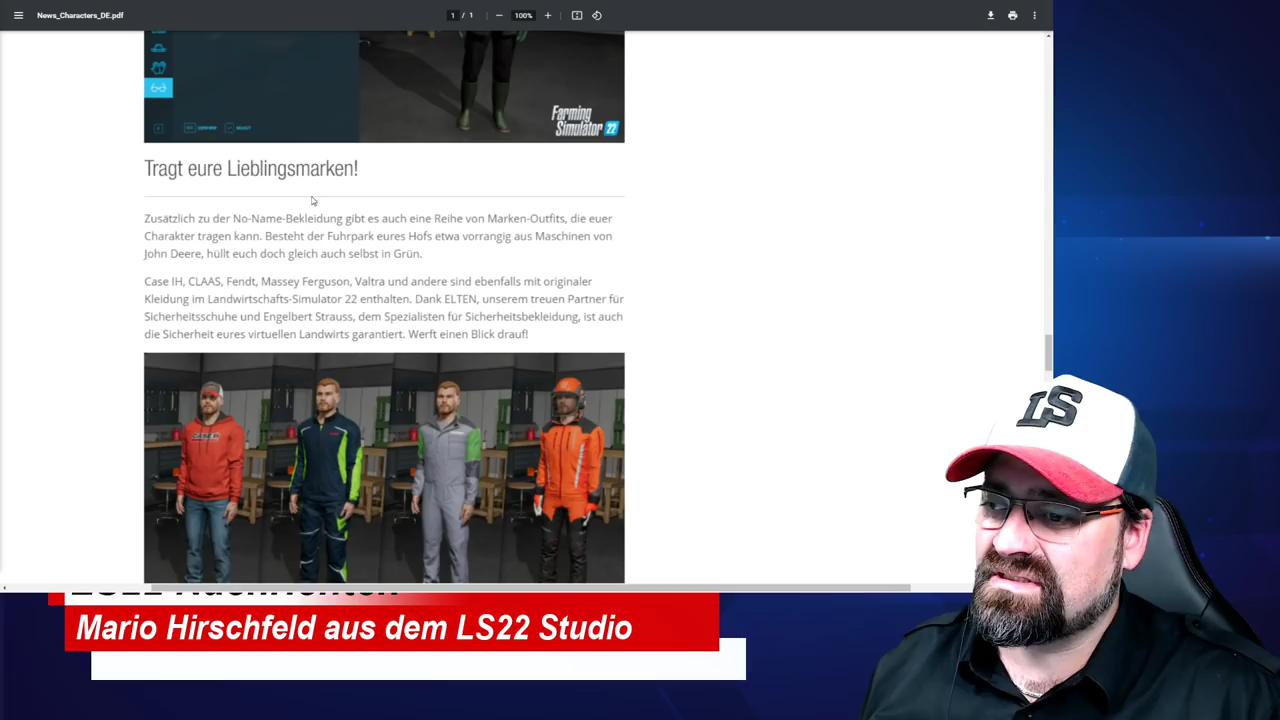 News_Characters_DE.pdf
1 / 1
100%
Farming
Simulator 22
Tragt eure Lieblingsmarken!
Zusätzlich zu der No-Name-Bekleidung gibt es auch eine Reihe von Marken-Outfits, die euer
Charakter tragen kann. Besteht der Fuhrpark eures Hofs etwa vorrangig aus Maschinen von
John Deere, hüllt euch doch gleich auch selbst in Grün.
Case IH, CLAAS, Fendt, Massey Ferguson, Valtra und andere sind ebenfalls mit originaler
Kleidung im Landwirtschafts-Simulator 22 enthalten. Dank ELTEN, unserem treuen Partner für
Sicherheitsschuhe und Engelbert Strauss, dem Spezialisten für Sicherheitsbekleidung, ist auch
die Sicherheit eures virtuellen Landwirts garantiert. Werft einen Blick drauf!
LS
LS22 Nachrichten
Mario Hirschfeld aus dem LS22 Studio